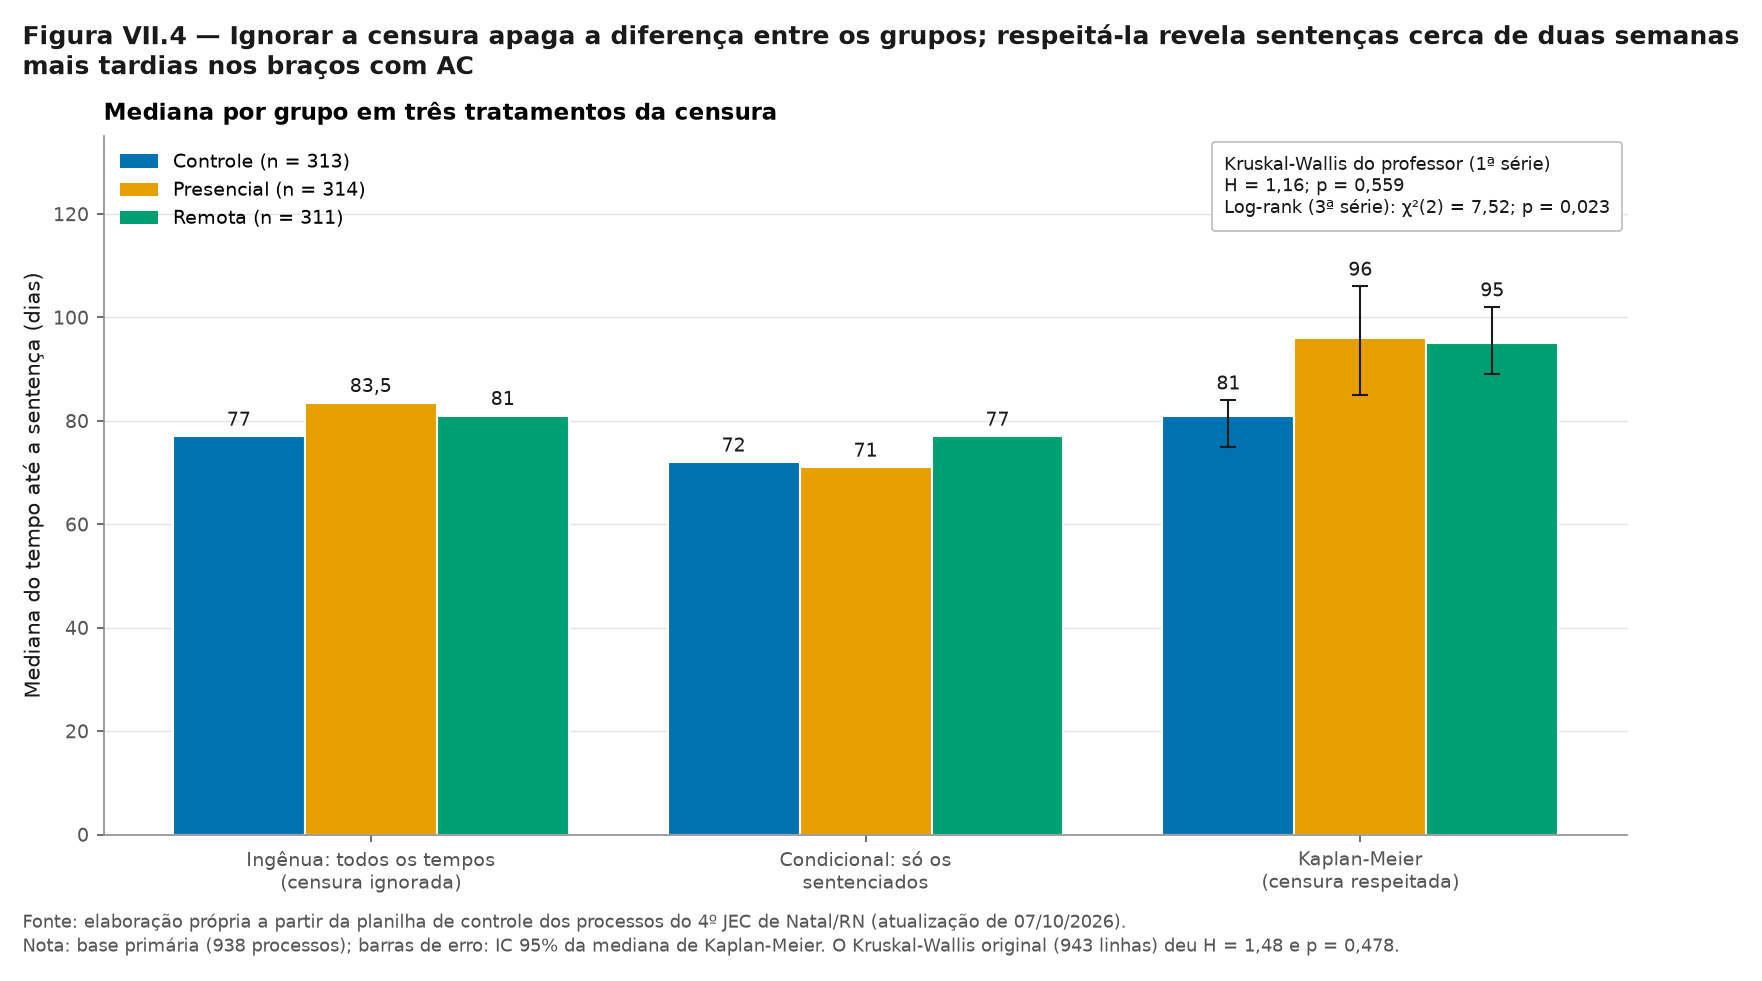 Figura VII.4 — Ignorar a censura apaga a diferença entre os grupos; respeitá-la revela sentenças cerca de duas semanas
mais tardias nos braços com AC
Mediana por grupo em três tratamentos da censura
Controle (n = 313)
Presencial (n = 314)
Remota (n = 311)
Kruskal-Wallis do professor (1ª série)
H = 1,16; p = 0,559
Log-rank (3ª série): χ²(2) = 7,52; p = 0,023
Mediana do tempo até a sentença (dias)
120
100
80
60
40
20
0
77
83,5
81
72
71
77
81
96
95
Ingênua: todos os tempos
(censura ignorada)
Condicional: só os
sentenciados
Kaplan-Meier
(censura respeitada)
Fonte: elaboração própria a partir da planilha de controle dos processos do 4º JEC de Natal/RN (atualização de 07/10/2026).
Nota: base primária (938 processos); barras de erro: IC 95% da mediana de Kaplan-Meier. O Kruskal-Wallis original (943 linhas) deu H = 1,48 e p = 0,478.